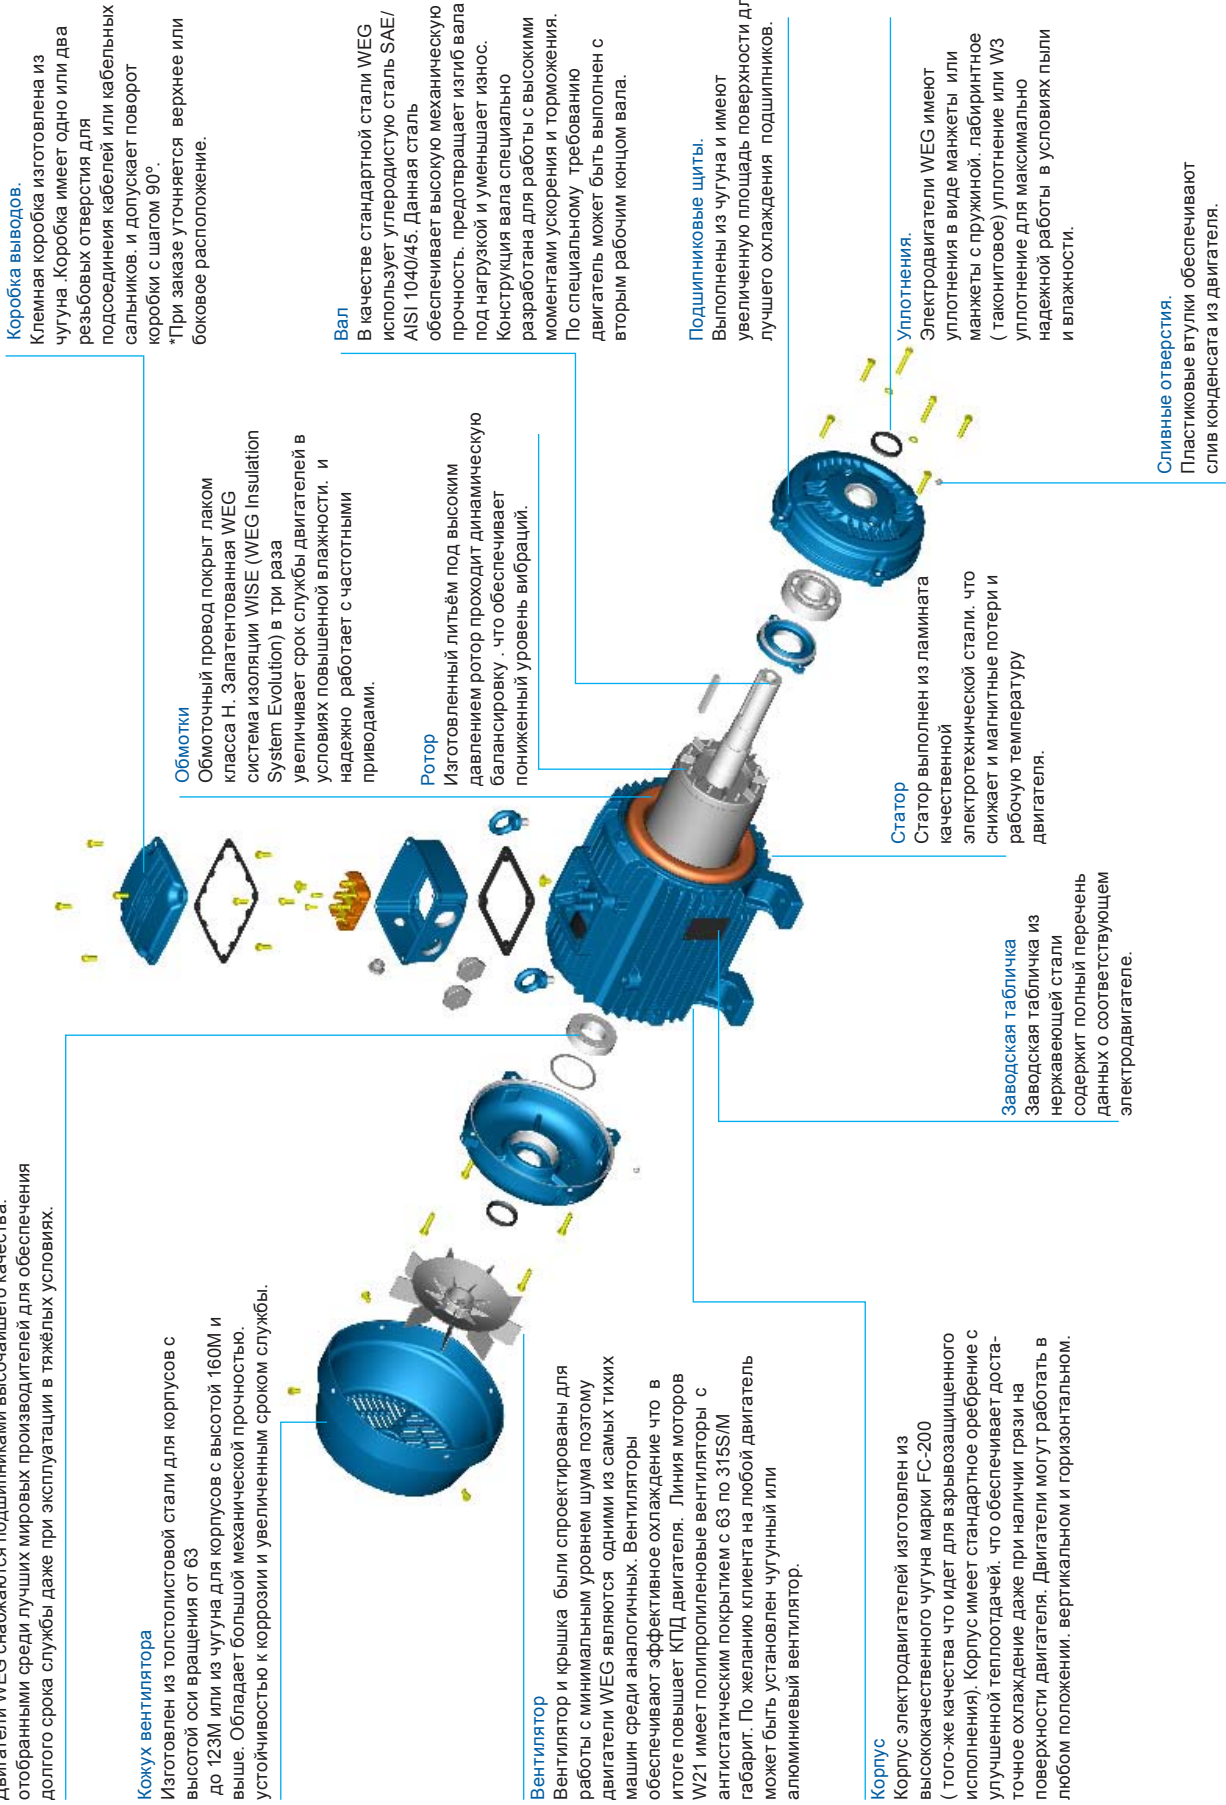 Двигатели WEG снабжаются подшипниками высочайшего качества.
отобранными среди лучших мировых производителей для обеспечения
долгого срока службы даже при эксплуатации в тяжёлых условиях.
Кожух вентилятора
Изготовлен из толстолистовой стали для корпусов с
высотой оси вращения от 63
до 123М или из чугуна для корпусов с высотой 160М и
выше. Обладает большой механической прочностью.
устойчивостью к коррозии и увеличенным сроком службы.
Вентилятор
Вентилятор и крышка были спроектированы для
работы с минимальным уровнем шума поэтому
двигатели WEG являются одними из самых тихих
машин среди аналогичных. Вентиляторы
обеспечивают эффективное охлаждение что в
итоге повышает КПД двигателя. Линия моторов
W21 имеет полипропиленовые вентиляторы с
антистатическим покрытием с 63 по 315S/M
габарит. По желанию клиента на любой двигатель
может быть установлен чугунный или
алюминиевый вентилятор.
Корпус
Корпус электродвигателей изготовлен из
высококачественного чугуна марки FC-200
( того-же качества что идет для взрывозащищенного
исполнения). Корпус имеет стандартное оребрение с
улучшенной теплоотдачей. что обеспечивает доста-
точное охлаждение даже при наличии грязи на
поверхности двигателя. Двигатели могут работать в
любом положении. вертикальном и горизонтальном.
Обмотки
Обмоточный провод покрыт лаком
класса Н. Запатентованная WEG
система изоляции WISE (WEG Insulation
System Evolution) в три раза
увеличивает срок службы двигателей в
условиях повышенной влажности. и
надежно работает с частотными
приводами.
Ротор
Изготовленный литьём под высоким
давлением ротор проходит динамическую
балансировку . что обеспечивает
пониженный уровень вибраций.
Статор
Статор выполнен из ламината
качественной
электротехнической стали. что
снижает и магнитные потери и
рабочую температуру
двигателя.
Заводская табличка
Заводская табличка из
нержавеющей стали
содержит полный перечень
данных о соответствующем
электродвигателе.
Коробка выводов.
Клемная коробка изготовлена из
чугуна .Коробка имеет одно или два
резьбовых отверстия для
подсоединеия кабелей или кабельных
сальников. и допускает поворот
коробки с шагом 90º.
*При заказе уточняется верхнее или
боковое расположение.
Вал
В качестве стандартной стали WEG
использует углеродистую сталь SAE/
AISI 1040/45. Данная сталь
обеспечивает высокую механическую
прочность. предотвращает изгиб вала
под нагрузкой и уменьшает износ.
Конструкция вала специально
разработана для работы с высокими
моментами ускорения и торможения.
По специальному требованию
двигатель может быть выполнен с
вторым рабочим концом вала.
Подшипниковые щиты.
Выполнены из чугуна и имеют
увеличенную площадь поверхности
лучшего охлаждения подшипников.
Уплотнения.
Электродвигатели WEG имеют
уплотнения в виде манжеты или
манжеты с пружиной. лабиринтное
( таконитовое) уплотнение или W3
уплотнение для максимально
надежной работы в условиях пыли
и влажности.
Сливные отверстия.
Пластиковые втулки обеспечивают
слив конденсата из двигателя.